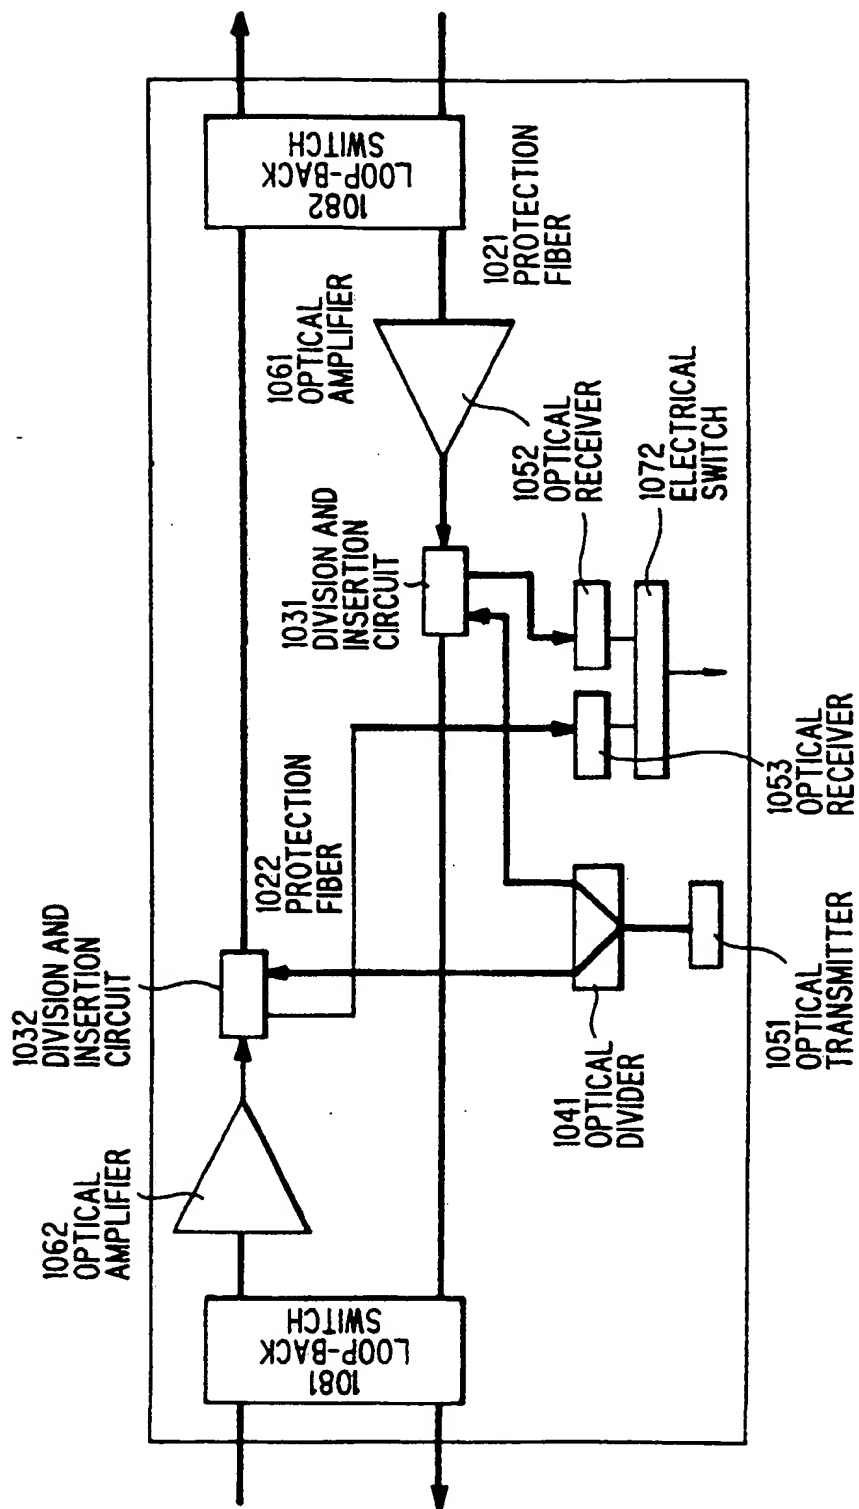 1082
LOOP-BACK
SWITCH
1021
PROTECTION
FIBER
1061
OPTICAL
AMPLIFIER
1052
OPTICAL
RECEIVER
1072
ELECTRICAL
SWITCH
1031
DIVISION AND
INSERTION
CIRCUIT
1053
OPTICAL
RECEIVER
1022
PROTECTION
FIBER
1032
DIVISION AND
INSERTION
CIRCUIT
1051
OPTICAL
TRANSMITTER
1041
OPTICAL
DIVIDER
1062
OPTICAL
AMPLIFIER
1081
LOOP-BACK
SWITCH